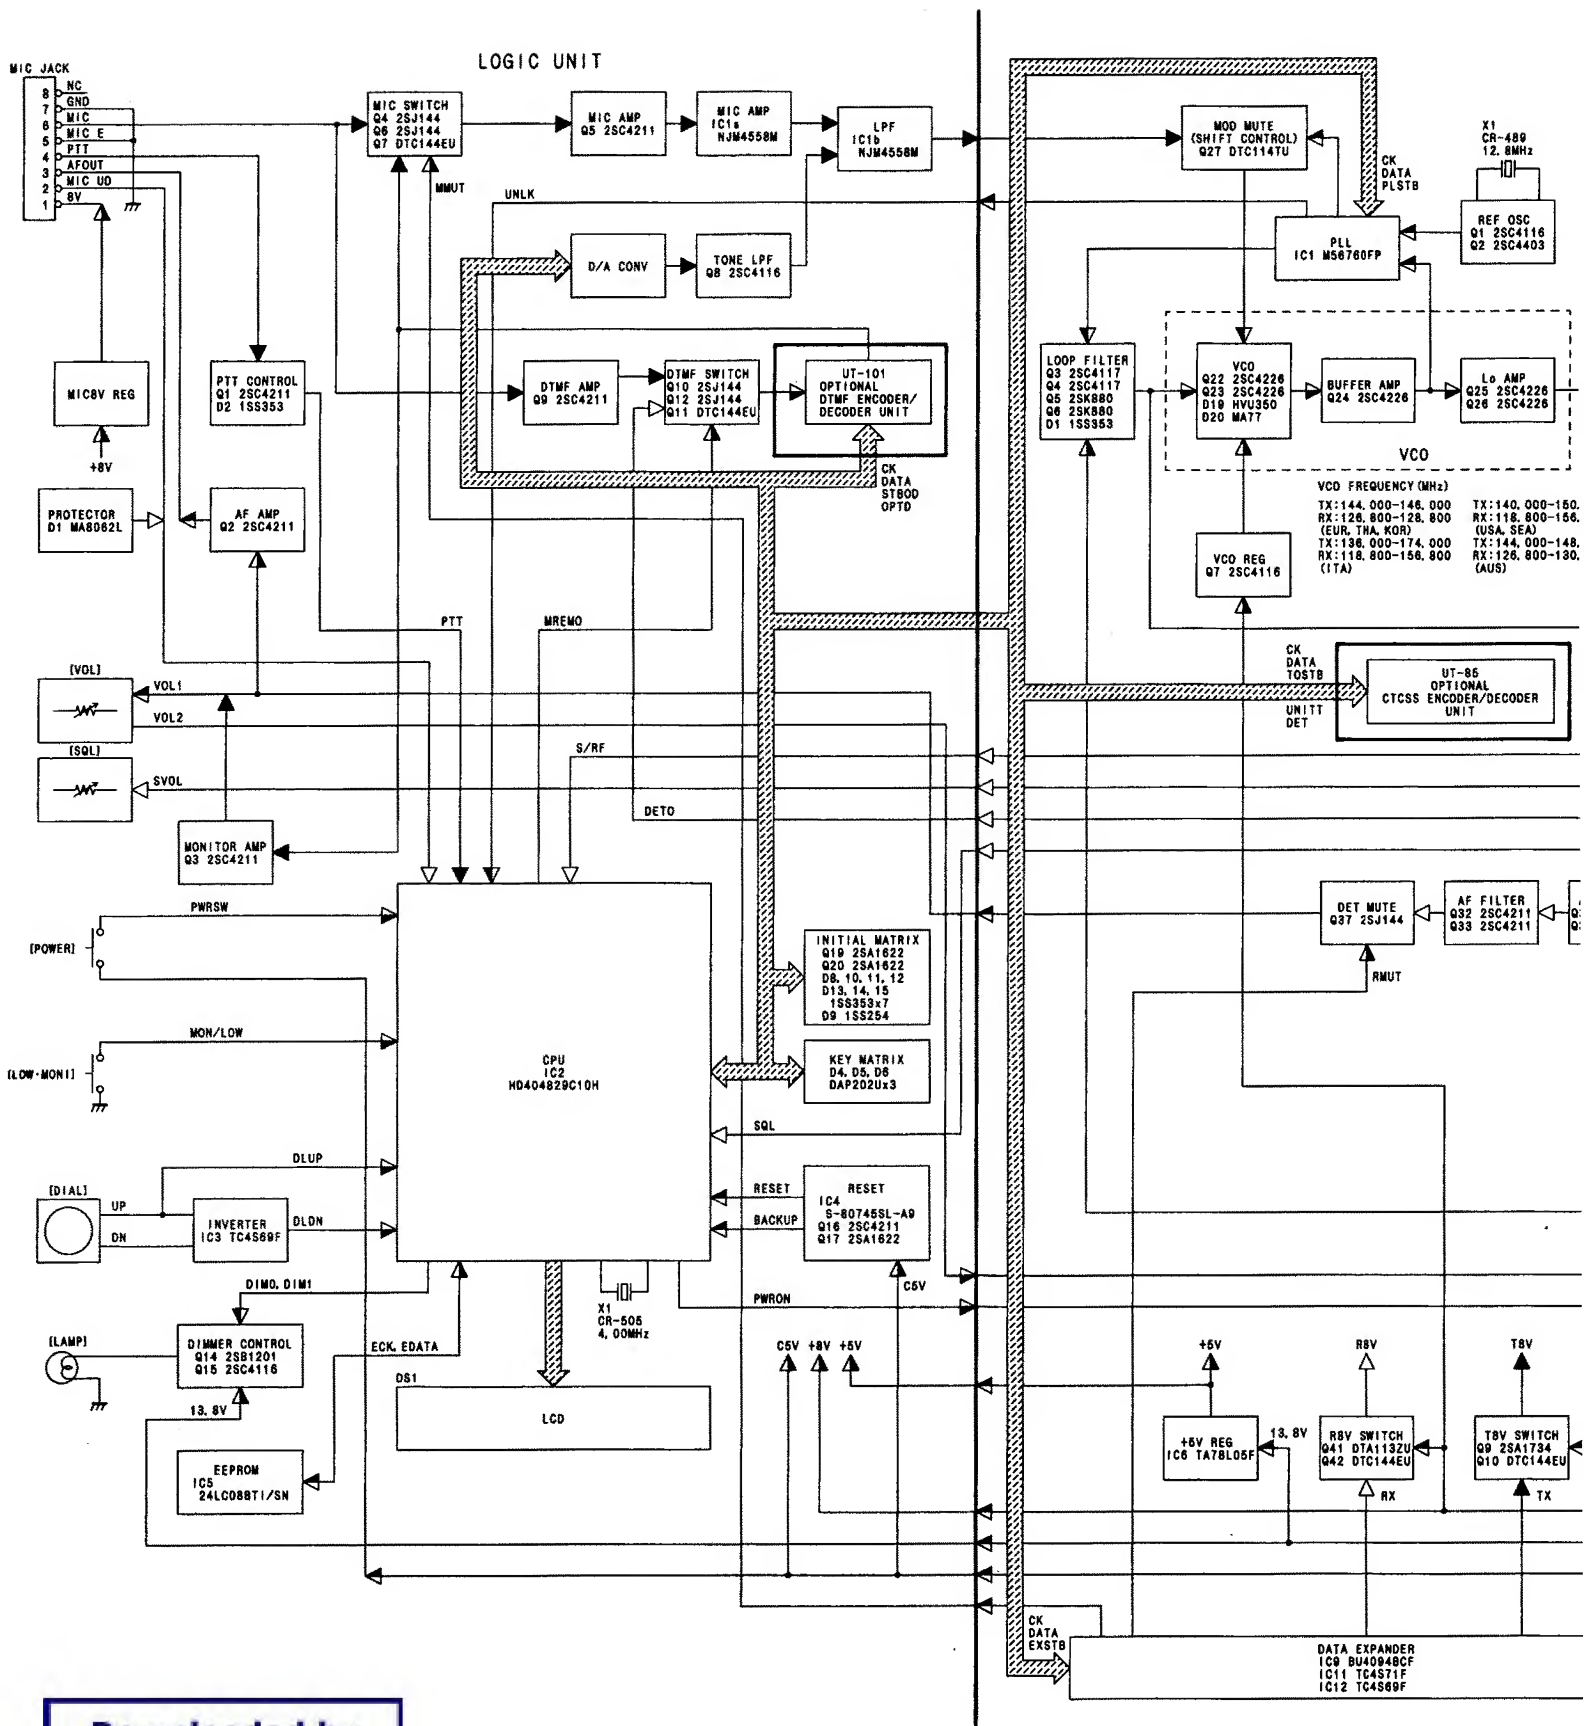 LOGIC UNIT
MIC JACK
8 NC
7 GND
6 MIC
5 MIC E
4 PTT
3 AFOUT
2 MIC UD
1 8V
MIC SWITCH
Q4 2SJ144
Q6 2SJ144
Q7 DTC144EU
MIC AMP
Q5 2SC4211
MIC AMP
IC1a
NJM4558M
LPF
IC1b
NJM4558M
MOD MUTE
(SHIFT CONTROL)
Q27 DTC114TU
CK
DATA
PLSTB
X1
CR-489
12.8MHz
MMUT
UNLK
D/A CONV
TONE LPF
Q8 2SC4116
PLL
IC1 M56760FP
REF OSC
Q1 2SC4116
Q2 2SC4403
MIC8V REG
+8V
PTT CONTROL
Q1 2SC4211
D2 1SS353
DTMF AMP
Q9 2SC4211
DTMF SWITCH
Q10 2SJ144
Q12 2SJ144
Q11 DTC144EU
UT-101
OPTIONAL
DTMF ENCODER/
DECODER UNIT
LOOP FILTER
Q3 2SC4117
Q4 2SC4117
Q5 2SK880
Q6 2SK880
D1 1SS353
VCO
Q22 2SC4226
Q23 2SC4226
D19 HVU350
D20 MA77
BUFFER AMP
Q24 2SC4226
Lo AMP
Q25 2SC4226
Q26 2SC4226
VCO
CK
DATA
STBOD
OPTD
PROTECTOR
D1 MA8062L
AF AMP
Q2 2SC4211
VCO REG
Q7 2SC4116
VCO FREQUENCY (MHz)
TX:144.000-146.000 TX:140.000-150.
RX:126.800-128.800 RX:118.800-156.
(EUR, THA, KOR) (USA, SEA)
TX:136.000-174.000 TX:144.000-148.
RX:118.800-156.800 RX:126.800-130.
(ITA) (AUS)
PTT
MREMO
[VOL]
VOL1
VOL2
[SQL]
SVOL
S/RF
DETO
CK
DATA
TOSTB
UNITT
DET
UT-85
OPTIONAL
CTCSS ENCODER/DECODER
UNIT
MONITOR AMP
Q3 2SC4211
PWRSW
[POWER]
MON/LOW
[LOW·MONI]
CPU
IC2
HD404829C10H
INITIAL MATRIX
Q19 2SA1622
Q20 2SA1622
D8, 10, 11, 12
D13, 14, 15
1SS353x7
D9 1SS254
KEY MATRIX
D4, D5, D6
DAP202Ux3
DET MUTE
Q37 2SJ144
AF FILTER
Q32 2SC4211
Q33 2SC4211
RMUT
SQL
DLUP
[DIAL]
UP
DN
INVERTER
IC3 TC4S69F
DLDN
RESET
BACKUP
RESET
IC4
S-80745SL-A9
Q16 2SC4211
Q17 2SA1622
C5V
DIM0, DIM1
X1
CR-505
4.00MHz
PWRON
[LAMP]
DIMMER CONTROL
Q14 2SB1201
Q15 2SC4116
ECK, EDATA
13.8V
DS1
LCD
C5V +8V +5V
+5V
R8V
T8V
+5V REG
IC6 TA78L05F
13.8V
R8V SWITCH
Q41 DTA113ZU
Q42 DTC144EU
T8V SWITCH
Q9 2SA1734
Q10 DTC144EU
RX
TX
EEPROM
IC5
24LC08BTI/SN
CK
DATA
EXSTB
DATA EXPANDER
IC9 BU4094BCF
IC11 TC4S71F
IC12 TC4S69F